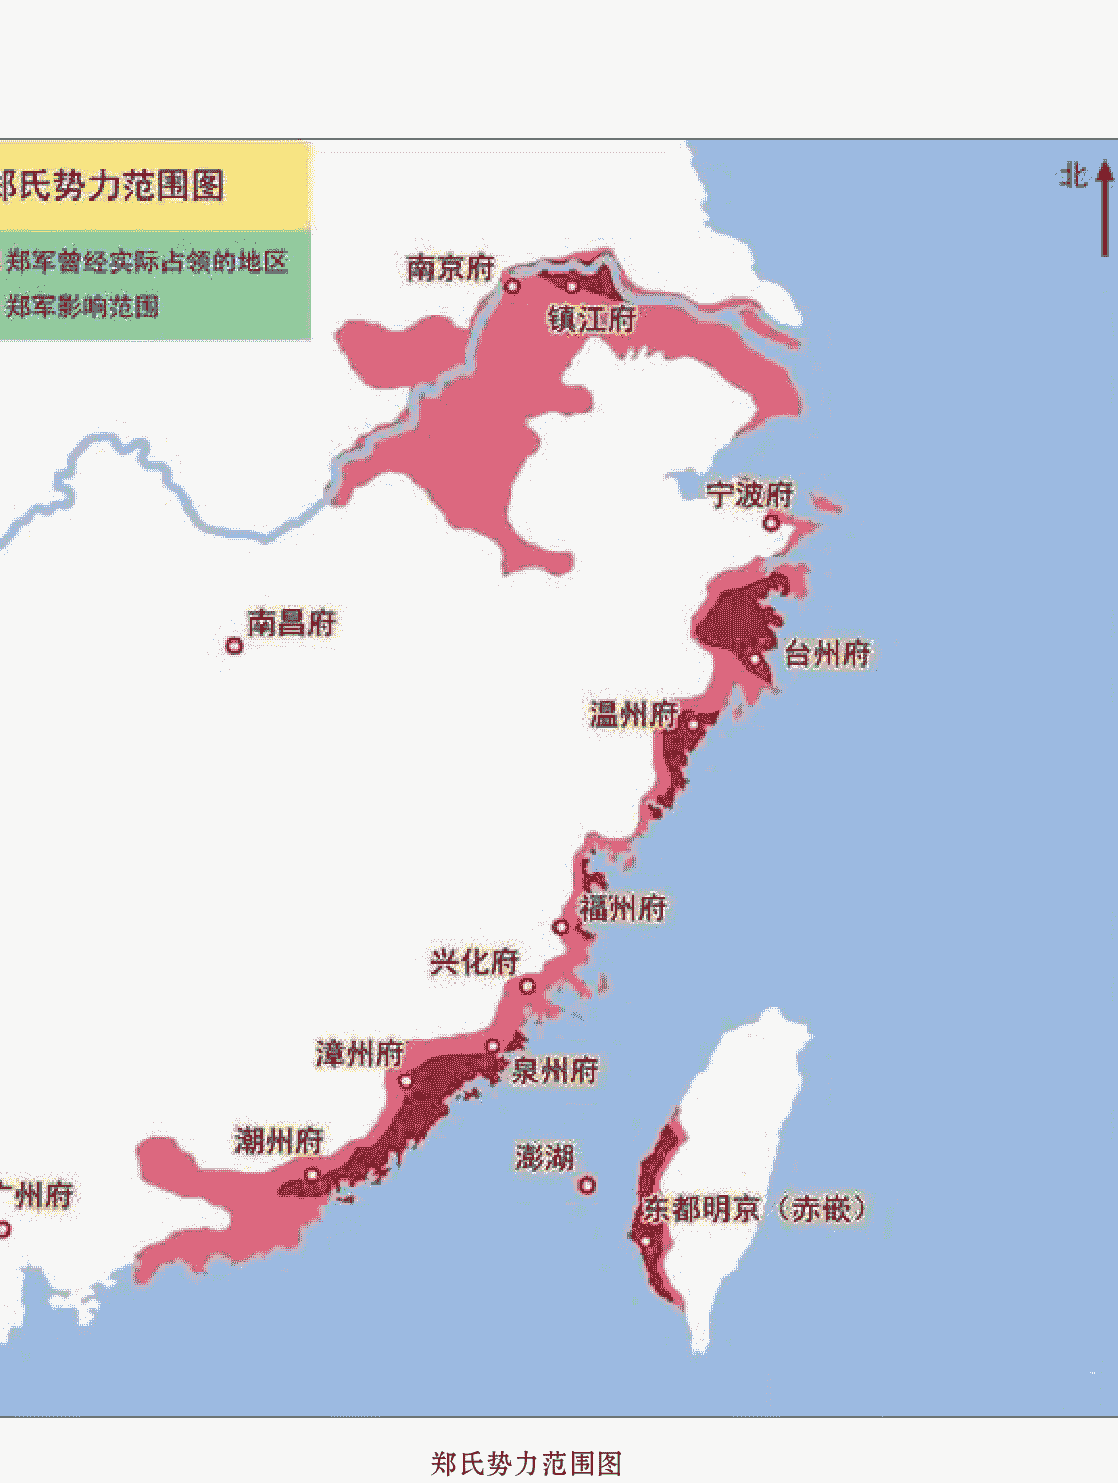 郑氏势力范围图
北
郑军曾经实际占领的地区
郑军影响范围
南京府
镇江府
宁波府
南昌府
台州府
温州府
福州府
兴化府
漳州府
泉州府
潮州府
澎湖
广州府
东都明京（赤嵌）
郑氏势力范围图